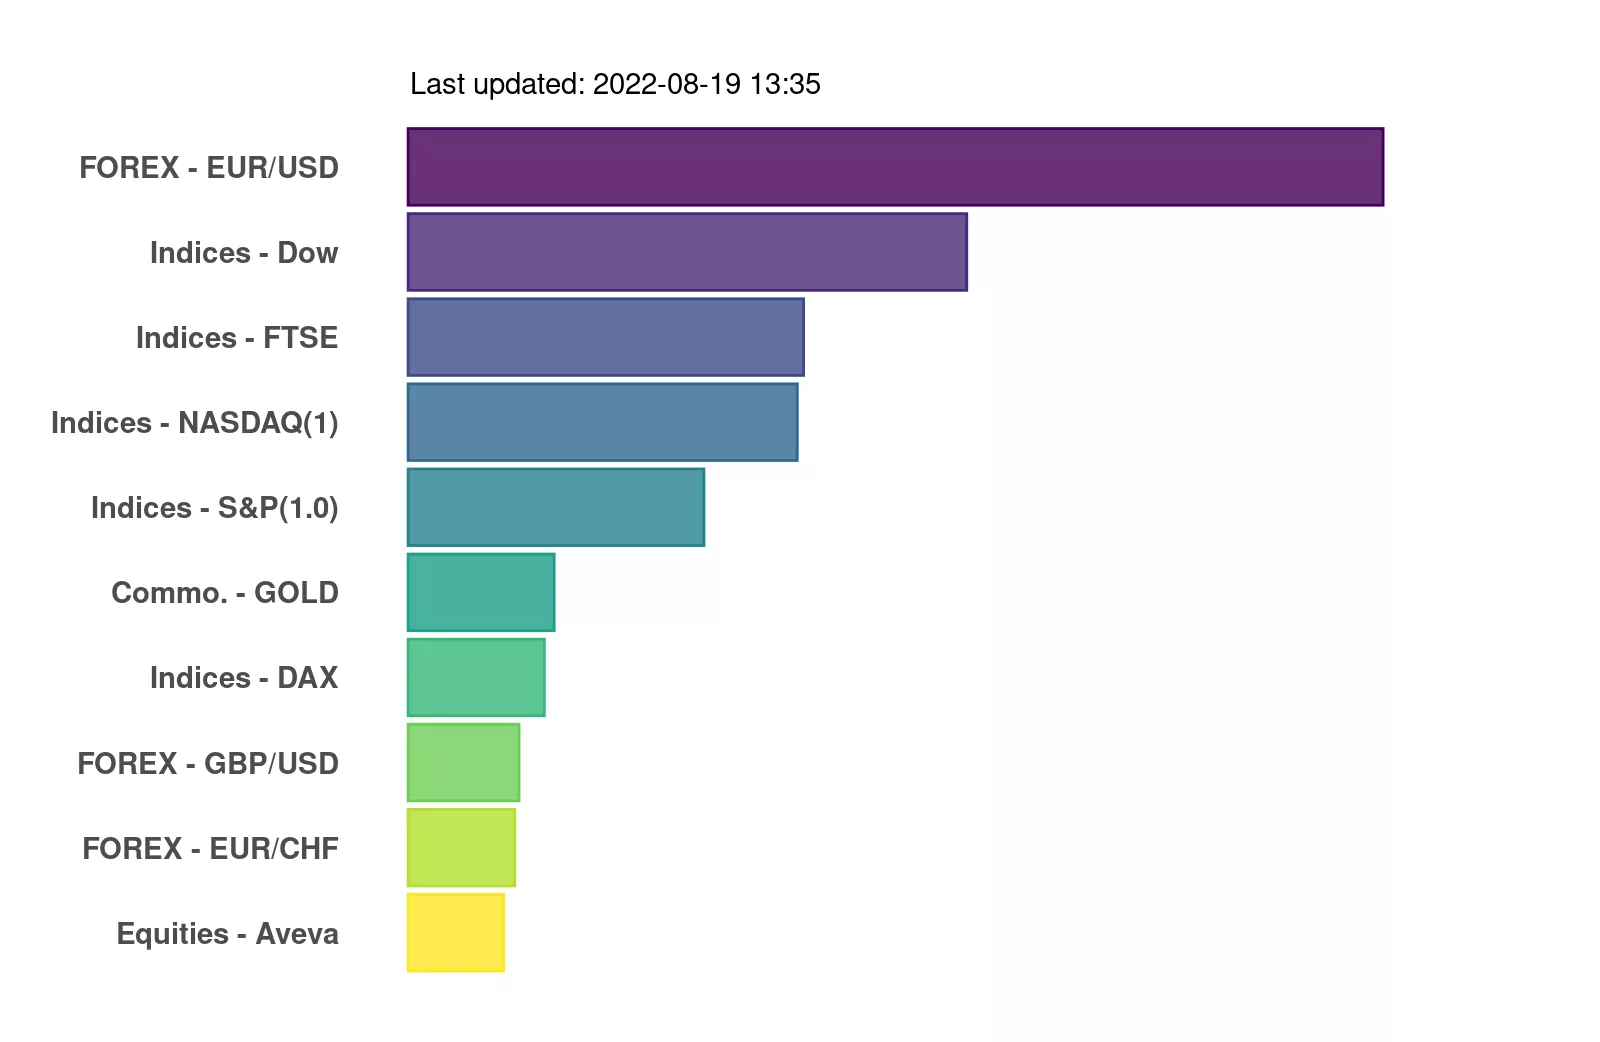 Last updated: 2022-08-19 13:35
FOREX - EUR/USD
Indices - Dow
Indices - FTSE
Indices - NASDAQ(1)
Indices - S&P(1.0)
Commo. - GOLD
Indices - DAX
FOREX - GBP/USD
FOREX - EUR/CHF
Equities - Aveva